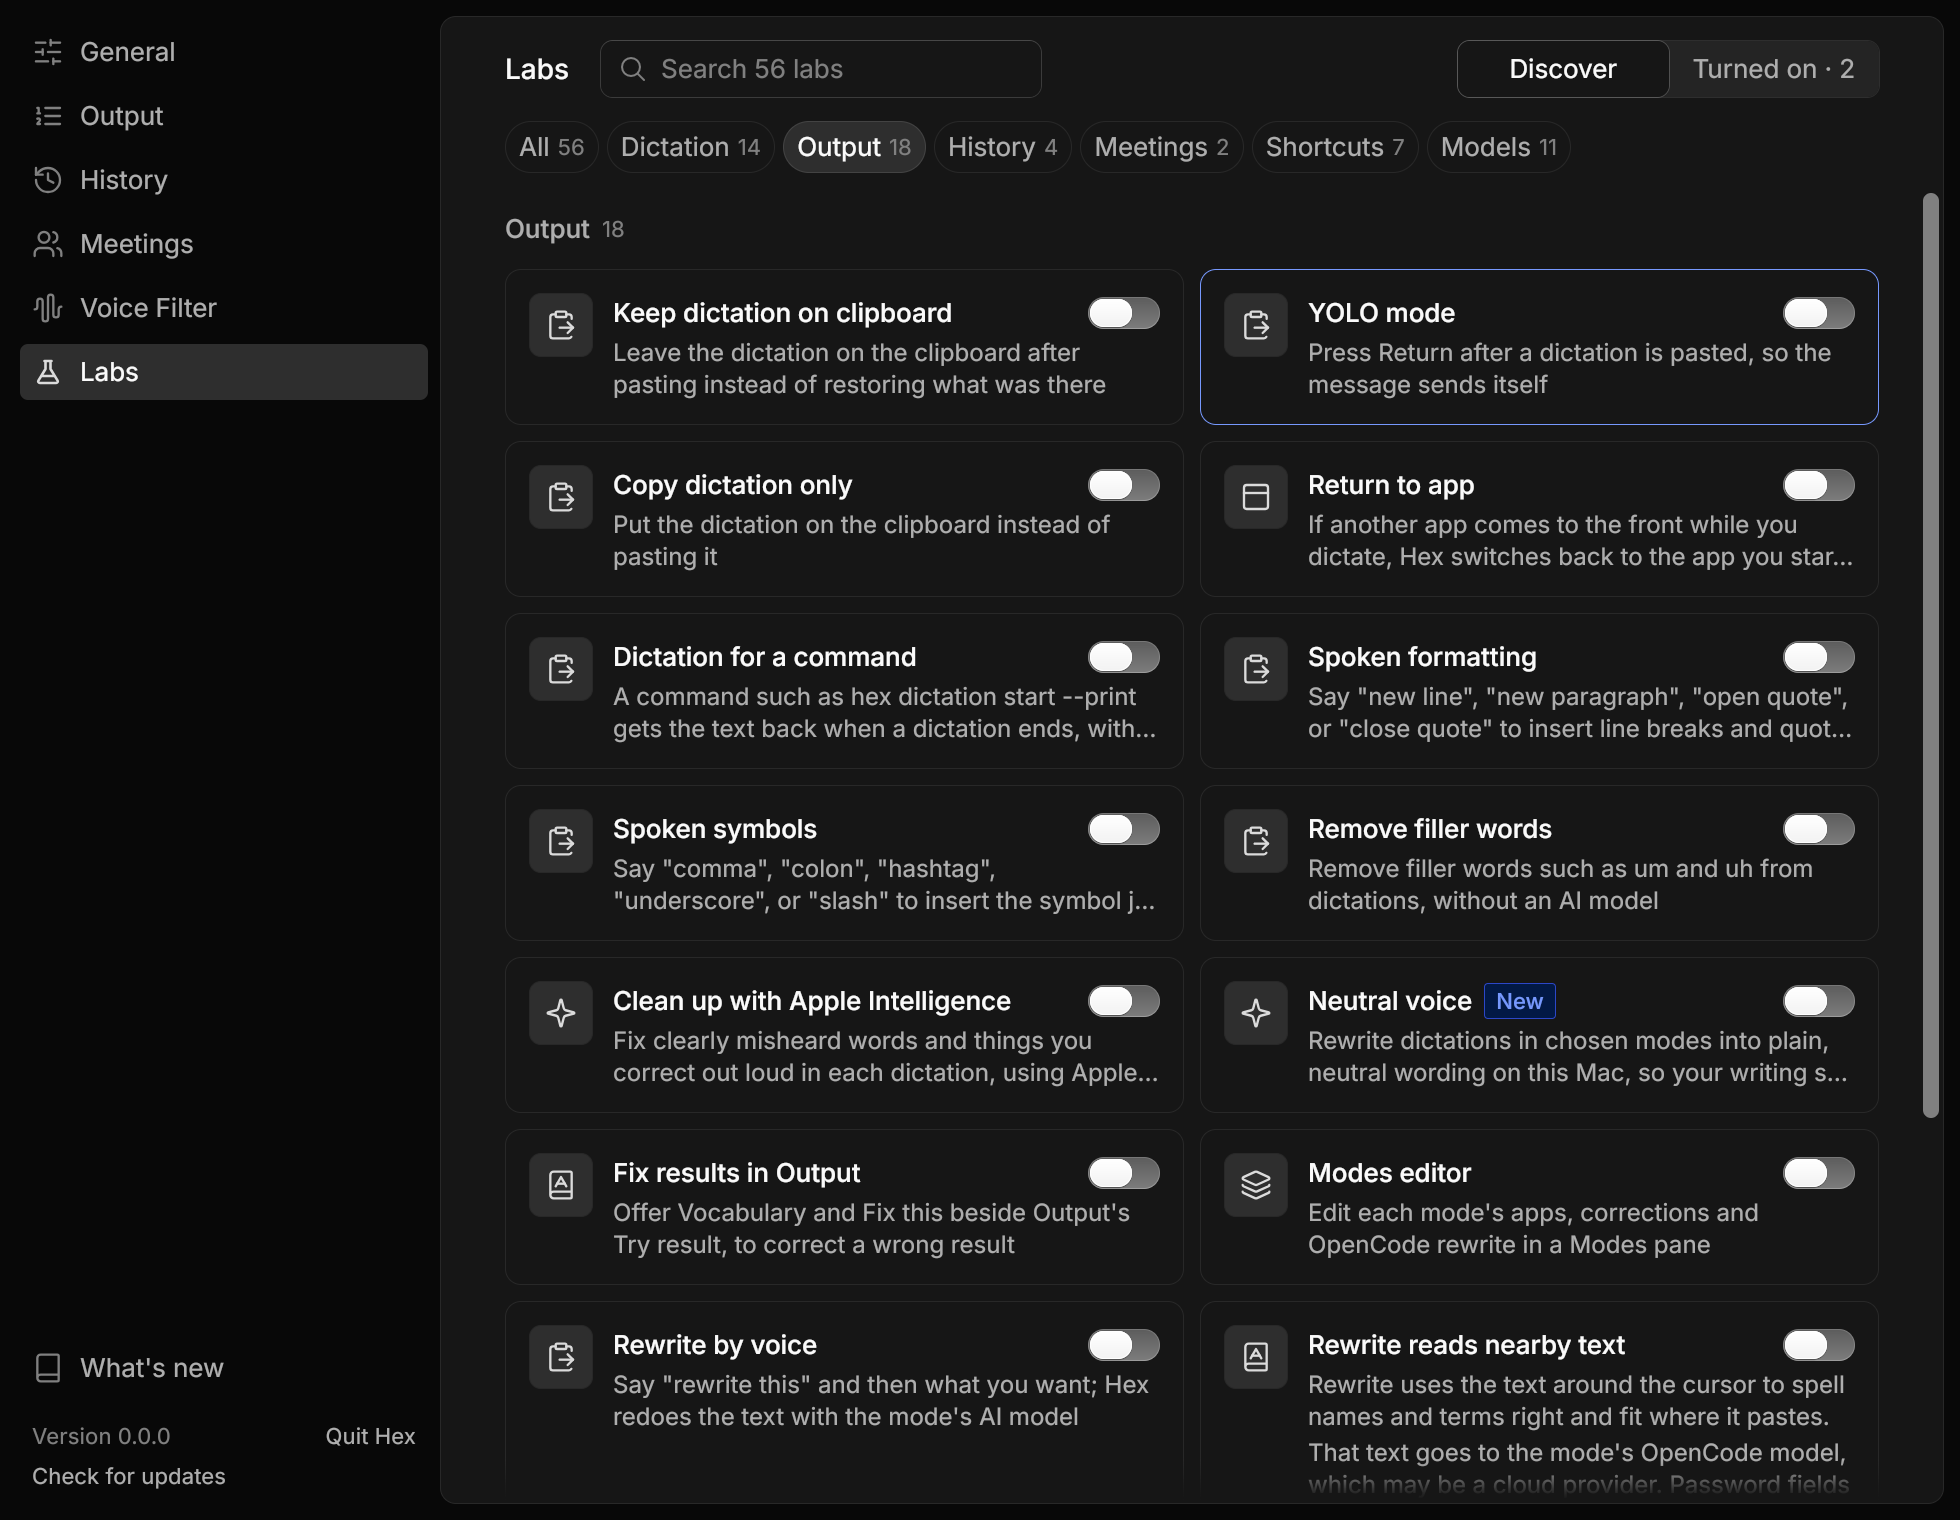 General
Output
History
Meetings
Voice Filter
Labs
What's new
Version 0.0.0
Quit Hex
Check for updates
Labs
Search 56 labs
Discover
Turned on · 2
All 56
Dictation 14
Output 18
History 4
Meetings 2
Shortcuts 7
Models 11
Output 18
Keep dictation on clipboard
Leave the dictation on the clipboard after
pasting instead of restoring what was there
YOLO mode
Press Return after a dictation is pasted, so the
message sends itself
Copy dictation only
Put the dictation on the clipboard instead of
pasting it
Return to app
If another app comes to the front while you
dictate, Hex switches back to the app you star...
Dictation for a command
A command such as hex dictation start --print
gets the text back when a dictation ends, with...
Spoken formatting
Say "new line", "new paragraph", "open quote",
or "close quote" to insert line breaks and quot...
Spoken symbols
Say "comma", "colon", "hashtag",
"underscore", or "slash" to insert the symbol j...
Remove filler words
Remove filler words such as um and uh from
dictations, without an AI model
Clean up with Apple Intelligence
Fix clearly misheard words and things you
correct out loud in each dictation, using Apple...
Neutral voice New
Rewrite dictations in chosen modes into plain,
neutral wording on this Mac, so your writing s...
Fix results in Output
Offer Vocabulary and Fix this beside Output's
Try result, to correct a wrong result
Modes editor
Edit each mode's apps, corrections and
OpenCode rewrite in a Modes pane
Rewrite by voice
Say "rewrite this" and then what you want; Hex
redoes the text with the mode's AI model
Rewrite reads nearby text
Rewrite uses the text around the cursor to spell
names and terms right and fit where it pastes.
That text goes to the mode's OpenCode model,
which may be a cloud provider. Password fields